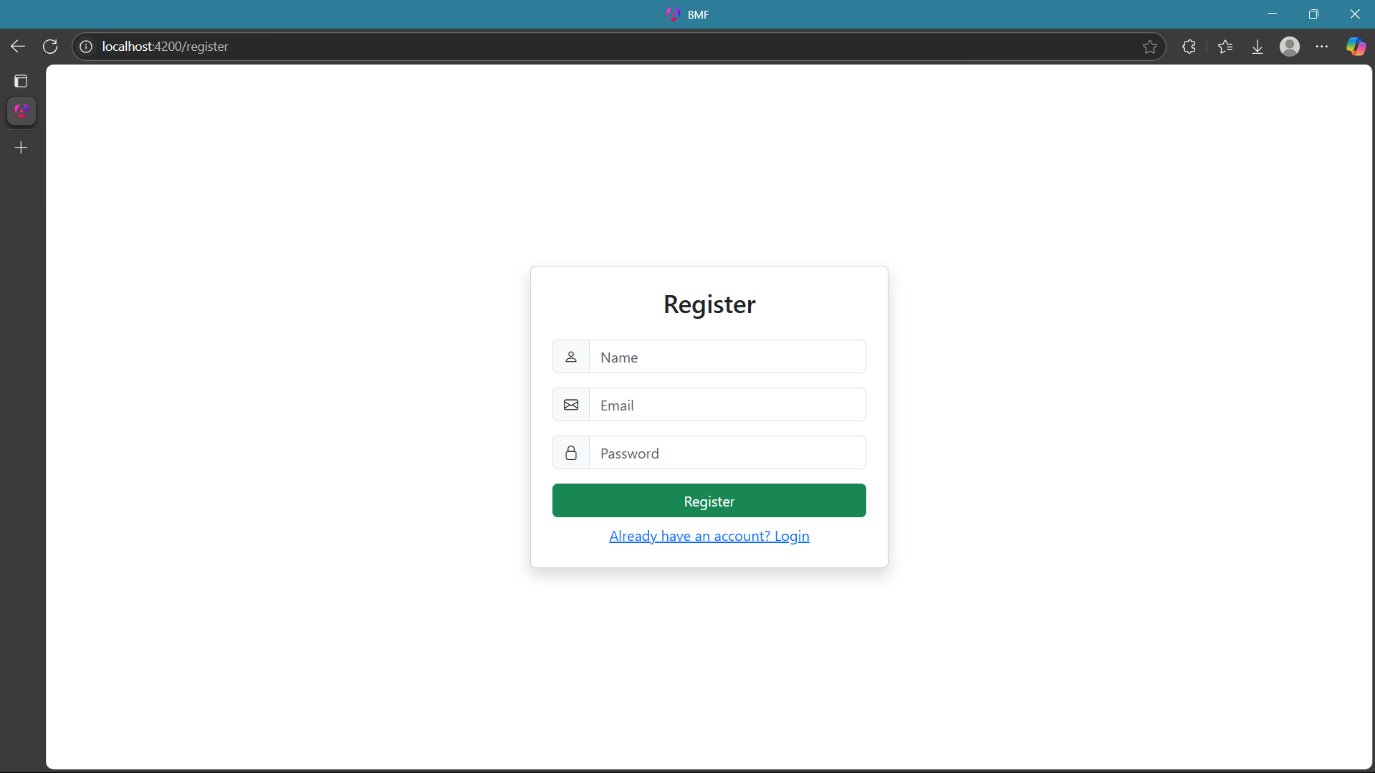 BMF
localhost:4200/register
Register
Name
Email
Password
Register
Already have an account? Login